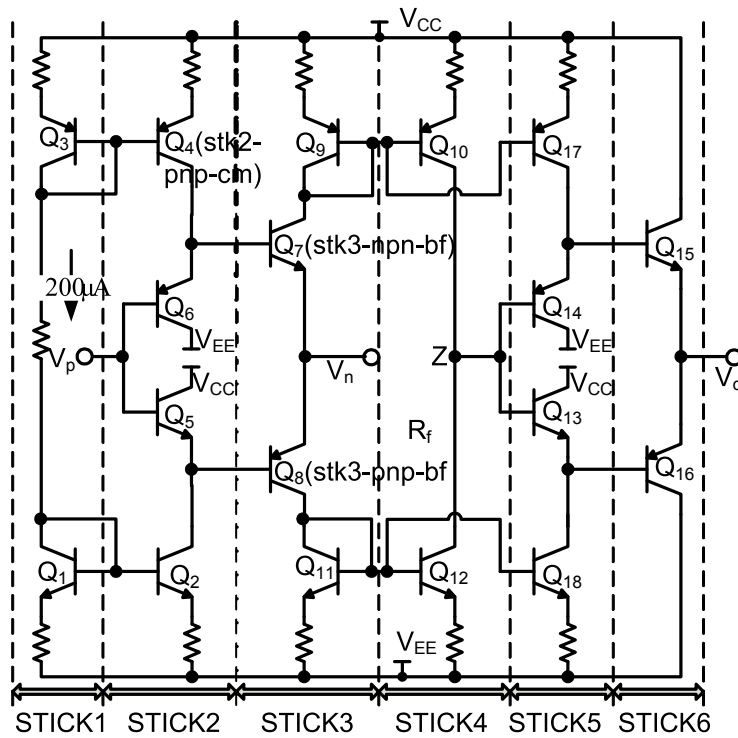 V_CC
Q_3
Q_4(stk2-
pnp-cm)
Q_9
Q_10
Q_17
Q_7(stk3-npn-bf)
Q_15
200μA
Q_6
Q_14
V_EE
V_EE
V_p
V_n
Z
V_o
V_CC
V_CC
Q_5
Q_13
R_f
Q_8(stk3-pnp-bf
Q_16
Q_1
Q_2
Q_11
Q_12
Q_18
V_EE
STICK1
STICK2
STICK3
STICK4
STICK5
STICK6